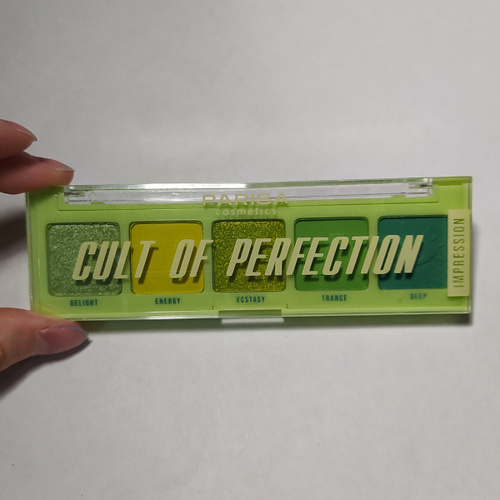 PARISA
cosmetics
CULT OF PERFECTION
DELIGHT
ENERGY
ECSTASY
TRANCE
DEEP
IMPRESSION